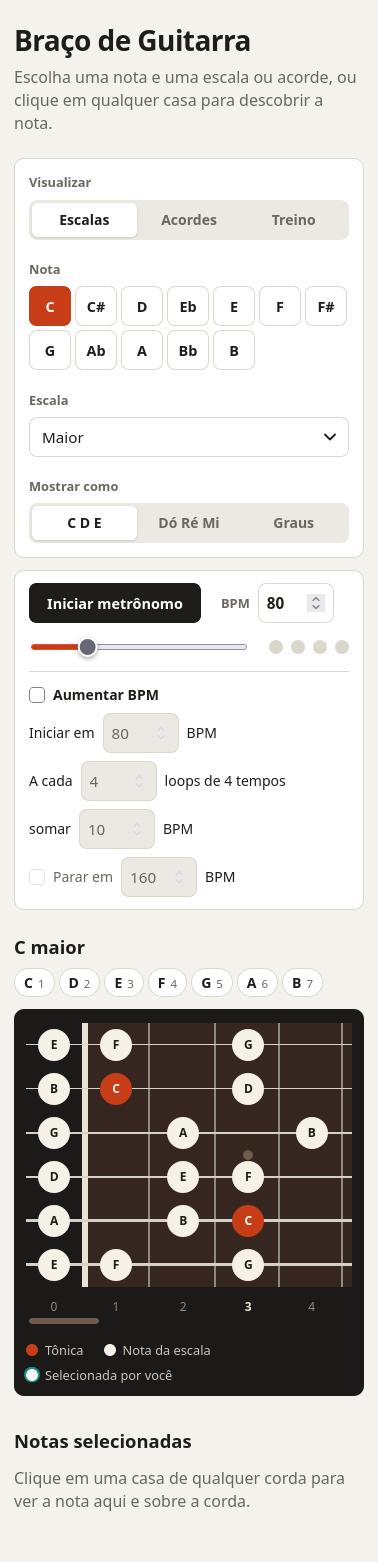 Braço de Guitarra
Escolha uma nota e uma escala ou acorde, ou
clique em qualquer casa para descobrir a
nota.
Visualizar
Escalas Acordes Treino
Nota
C C# D Eb E F F#
G Ab A Bb B
Escala
Maior
Mostrar como
C D E Dó Ré Mi Graus
Iniciar metrônomo BPM 80
Aumentar BPM
Iniciar em 80 BPM
A cada 4 loops de 4 tempos
somar 10 BPM
Parar em 160 BPM
C maior
C 1 D 2 E 3 F 4 G 5 A 6 B 7
E F G
B C D
G A B
D E F
A B C
E F G
0 1 2 3 4
Tônica Nota da escala
Selecionada por você
Notas selecionadas
Clique em uma casa de qualquer corda para
ver a nota aqui e sobre a corda.